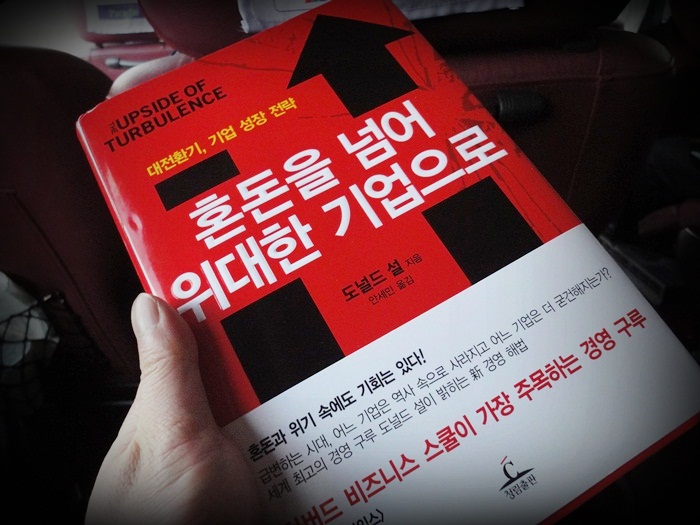 THE UPSIDE OF
TURBULENCE
대전환기, 기업 성장 전략
혼돈을 넘어
위대한 기업으로
도널드 설 지음
안세민 옮김
혼돈과 위기 속에도 기회는 있다!
급변하는 시대, 어느 기업은 역사 속으로 사라지고 어느 기업은 더 굳건해지는가?
세계 최고의 경영 구루 도널드 설이 밝히는 新 경영 해법
버드 비즈니스 스쿨이 가장 주목하는 경영 구루
청림출판